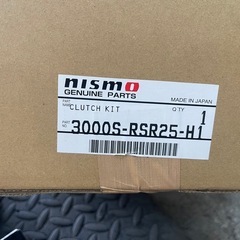 nismo
GENUINE PARTS
MADE IN JAPAN
PART NAME
CLUTCH KIT
Q'TY
1
PART NO
3000S-RSR25-H1